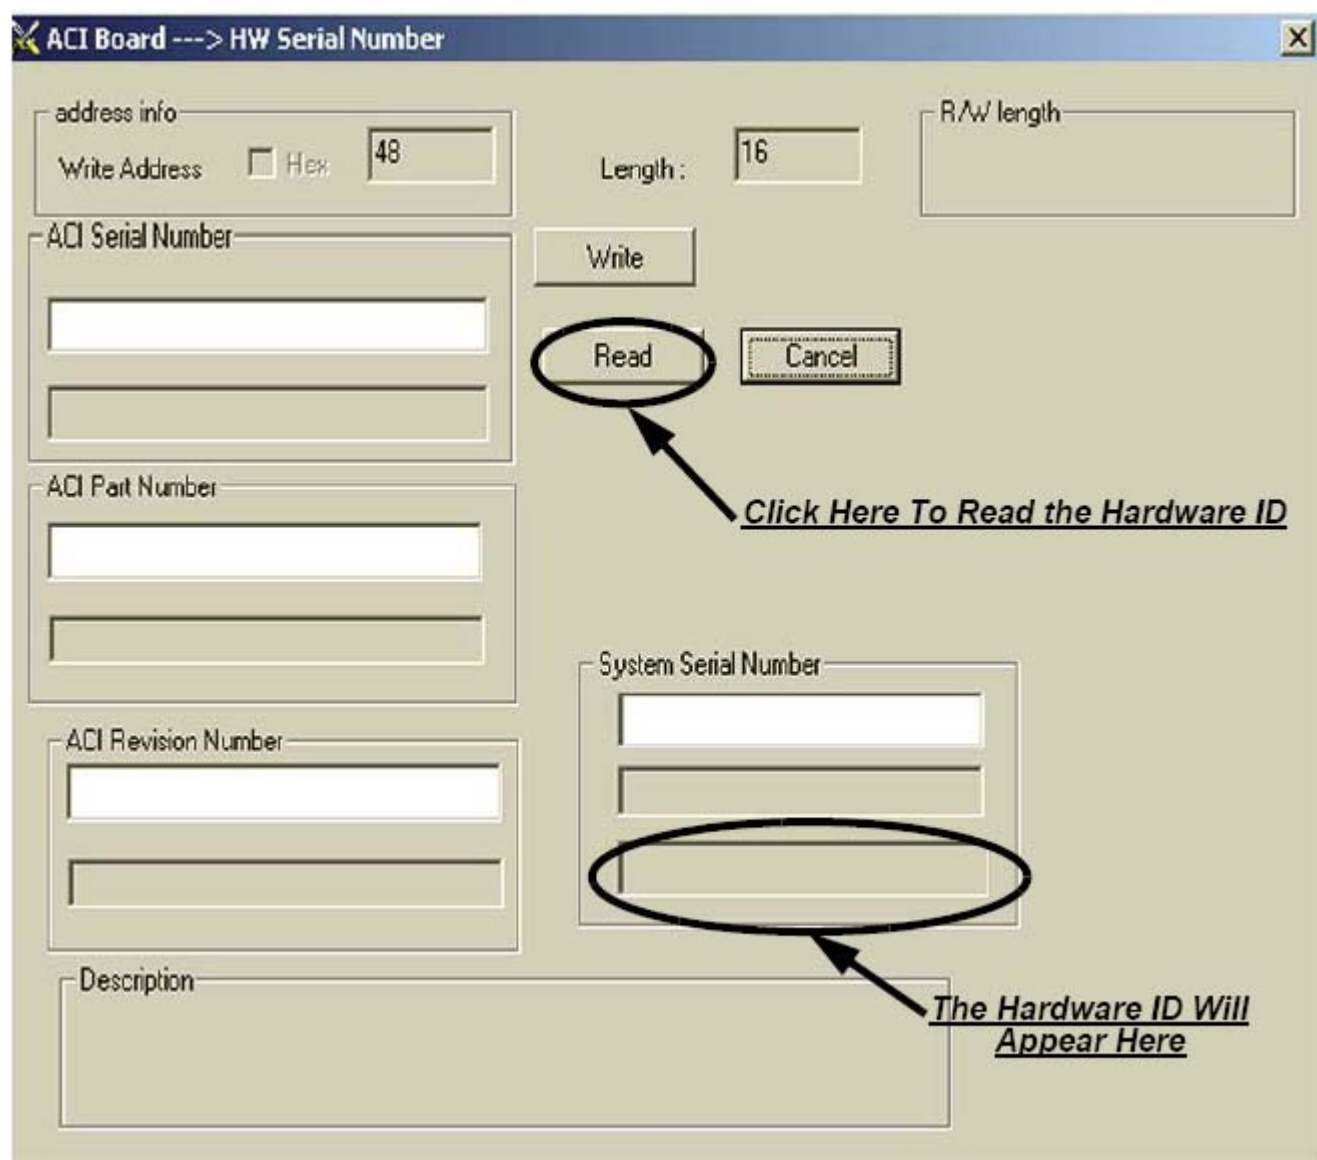 ACI Board ---> HW Serial Number
address info
Write Address Hex 48
Length : 16
R/W length
ACI Serial Number
Write
Read
Cancel
Click Here To Read the Hardware ID
ACI Part Number
System Serial Number
ACI Revision Number
Description
The Hardware ID Will
Appear Here